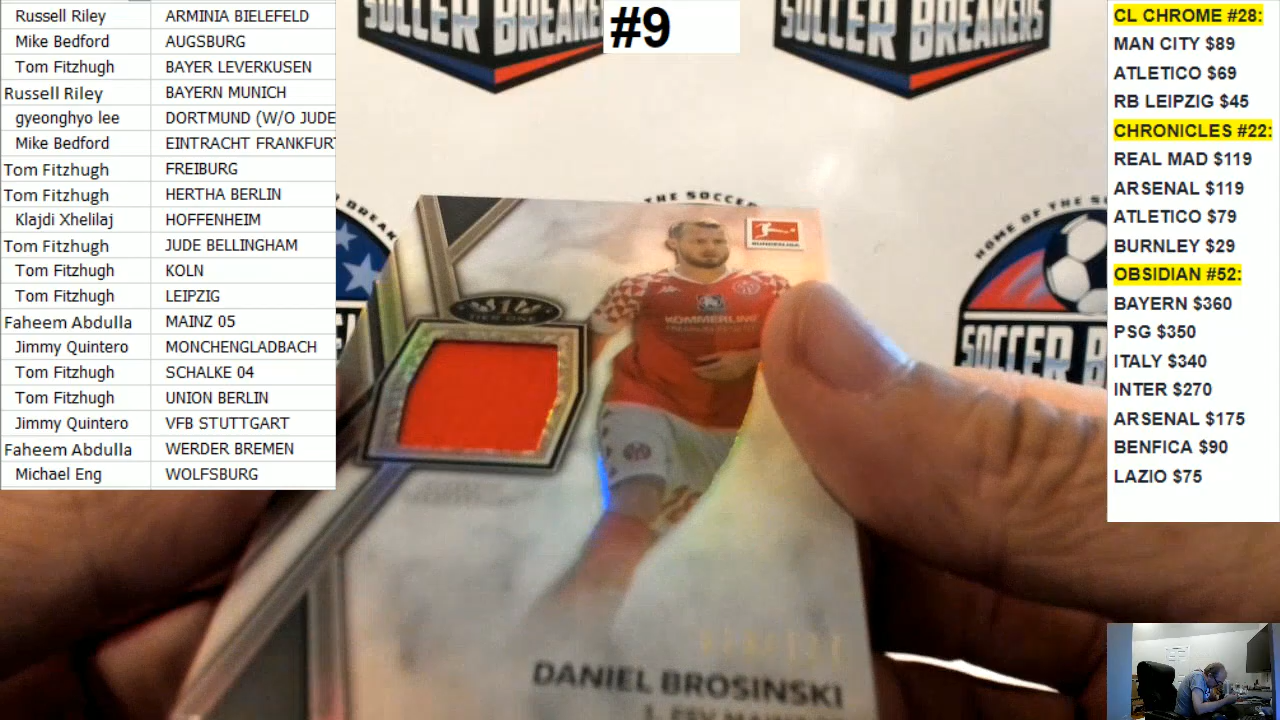 Russell Riley ARMINIA BIELEFELD
Mike Bedford AUGSBURG
Tom Fitzhugh BAYER LEVERKUSEN
Russell Riley BAYERN MUNICH
gyeonghyo lee DORTMUND (W/O JUDE
Mike Bedford EINTRACHT FRANKFURT
Tom Fitzhugh FREIBURG
Tom Fitzhugh HERTHA BERLIN
Klajdi Xhelilaj HOFFENHEIM
Tom Fitzhugh JUDE BELLINGHAM
Tom Fitzhugh KOLN
Tom Fitzhugh LEIPZIG
Faheem Abdulla MAINZ 05
Jimmy Quintero MONCHENGLADBACH
Tom Fitzhugh SCHALKE 04
Tom Fitzhugh UNION BERLIN
Jimmy Quintero VFB STUTTGART
Faheem Abdulla WERDER BREMEN
Michael Eng WOLFSBURG
SOCCER BREAKERS
#9
SOCCER BREAKERS
THE SOCCER
HOME OF THE S
SOCCER B
BREAK
BUNDESLIGA
TIER ONE
KÖMMERLING
DANIEL BROSINSKI
1. FSV MAINZ
CL CHROME #28:
MAN CITY $89
ATLETICO $69
RB LEIPZIG $45
CHRONICLES #22:
REAL MAD $119
ARSENAL $119
ATLETICO $79
BURNLEY $29
OBSIDIAN #52:
BAYERN $360
PSG $350
ITALY $340
INTER $270
ARSENAL $175
BENFICA $90
LAZIO $75